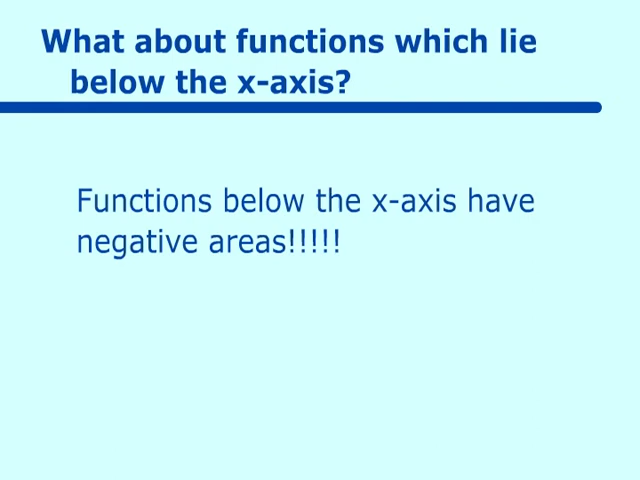 What about functions which lie
below the x-axis?
Functions below the x-axis have
negative areas!!!!!